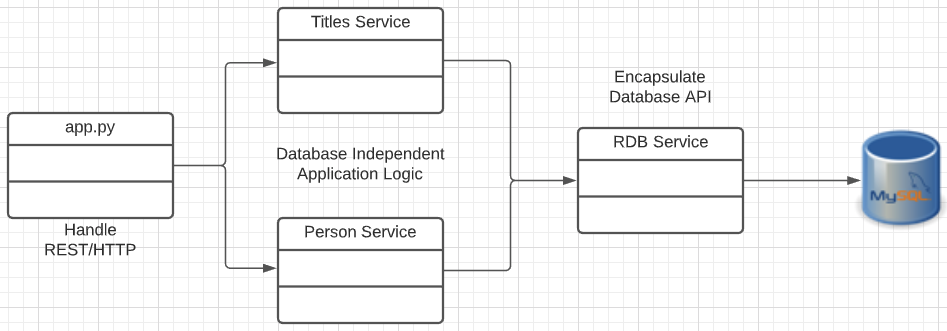 Titles Service
app.py
Handle
REST/HTTP
Database Independent
Application Logic
Person Service
Encapsulate
Database API
RDB Service
MySQL